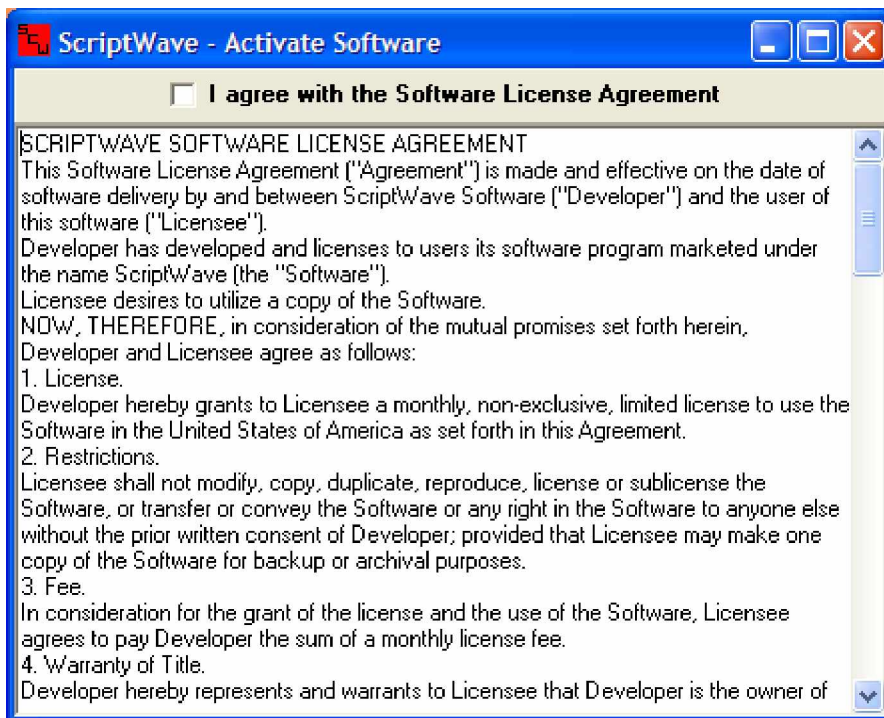 SCW
ScriptWave - Activate Software
I agree with the Software License Agreement
SCRIPTWAVE SOFTWARE LICENSE AGREEMENT
This Software License Agreement ("Agreement") is made and effective on the date of
software delivery by and between ScriptWave Software ("Developer") and the user of
this software ("Licensee").
Developer has developed and licenses to users its software program marketed under
the name ScriptWave (the "Software").
Licensee desires to utilize a copy of the Software.
NOW, THEREFORE, in consideration of the mutual promises set forth herein,
Developer and Licensee agree as follows:
1. License.
Developer hereby grants to Licensee a monthly, non-exclusive, limited license to use the
Software in the United States of America as set forth in this Agreement.
2. Restrictions.
Licensee shall not modify, copy, duplicate, reproduce, license or sublicense the
Software, or transfer or convey the Software or any right in the Software to anyone else
without the prior written consent of Developer; provided that Licensee may make one
copy of the Software for backup or archival purposes.
3. Fee.
In consideration for the grant of the license and the use of the Software, Licensee
agrees to pay Developer the sum of a monthly license fee.
4. Warranty of Title.
Developer hereby represents and warrants to Licensee that Developer is the owner of